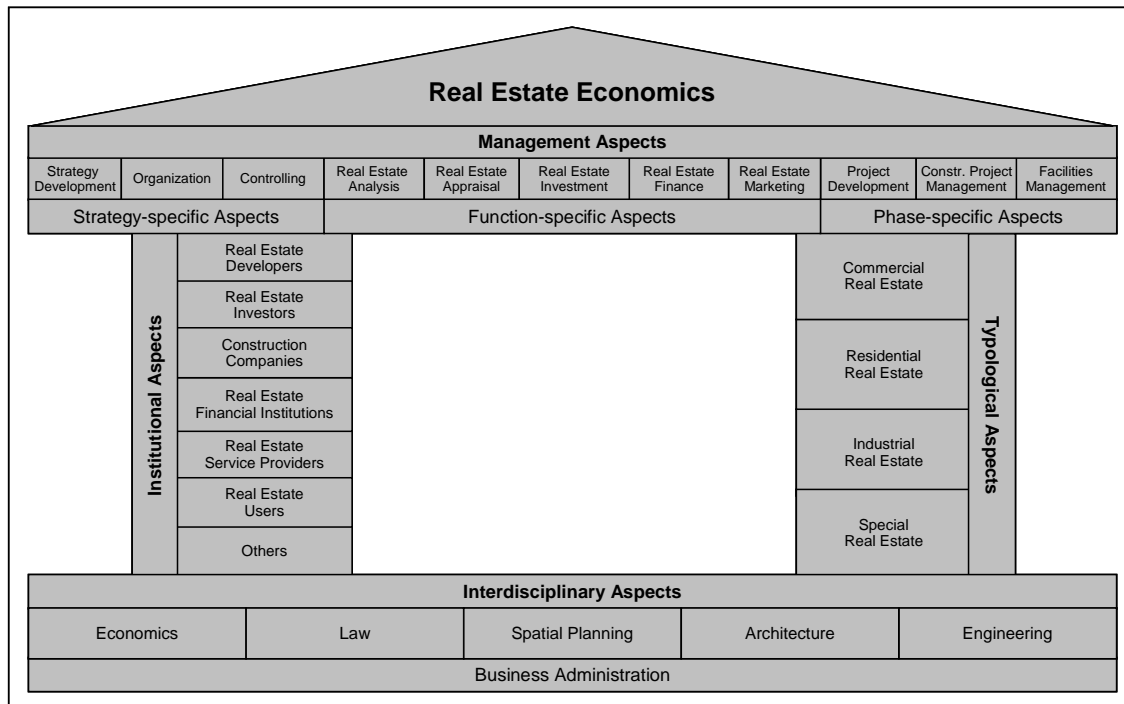 Real Estate Economics
Management Aspects
Strategy
Development
Organization
Controlling
Real Estate
Analysis
Real Estate
Appraisal
Real Estate
Investment
Real Estate
Finance
Real Estate
Marketing
Project
Development
Constr. Project
Management
Facilities
Management
Strategy-specific Aspects
Function-specific Aspects
Phase-specific Aspects
Institutional Aspects
Real Estate
Developers
Real Estate
Investors
Construction
Companies
Real Estate
Financial Institutions
Real Estate
Service Providers
Real Estate
Users
Others
Commercial
Real Estate
Residential
Real Estate
Industrial
Real Estate
Special
Real Estate
Typological Aspects
Interdisciplinary Aspects
Economics
Law
Spatial Planning
Architecture
Engineering
Business Administration